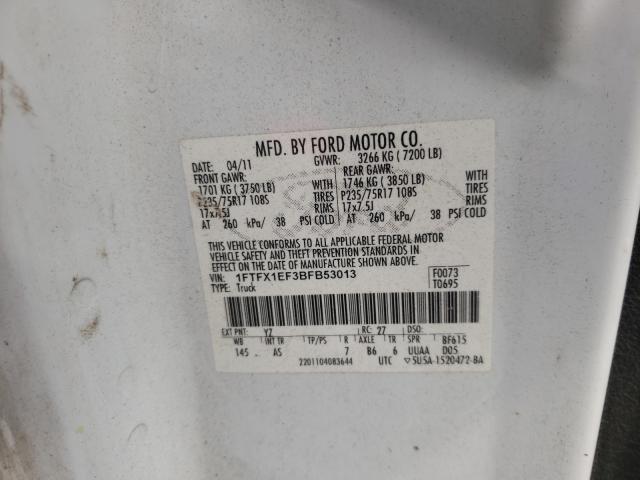 MFD. BY FORD MOTOR CO.
DATE: 04/11 GVWR: 3266 KG ( 7200 LB)
FRONT GAWR: REAR GAWR:
1701 KG ( 3750 LB) WITH 1746 KG ( 3850 LB) WITH
P235/75R17 108S TIRES P235/75R17 108S TIRES
17x7.5J RIMS 17x7.5J RIMS
AT 260 kPa/ 38 PSI COLD AT 260 kPa/ 38 PSI COLD
THIS VEHICLE CONFORMS TO ALL APPLICABLE FEDERAL MOTOR
VEHICLE SAFETY AND THEFT PREVENTION STANDARDS IN
EFFECT ON THE DATE OF MANUFACTURE SHOWN ABOVE.
VIN: 1FTFX1EF3BFB53013 F0073
TYPE: Truck T0695
EXT PNT: YZ RC: 27 DSO:
WB INT TR TP/PS R AXLE TR SPR BF615
145 AS 7 B6 6 UUAA D05
2201104083644 UTC ▽5U5A-1520472-BA